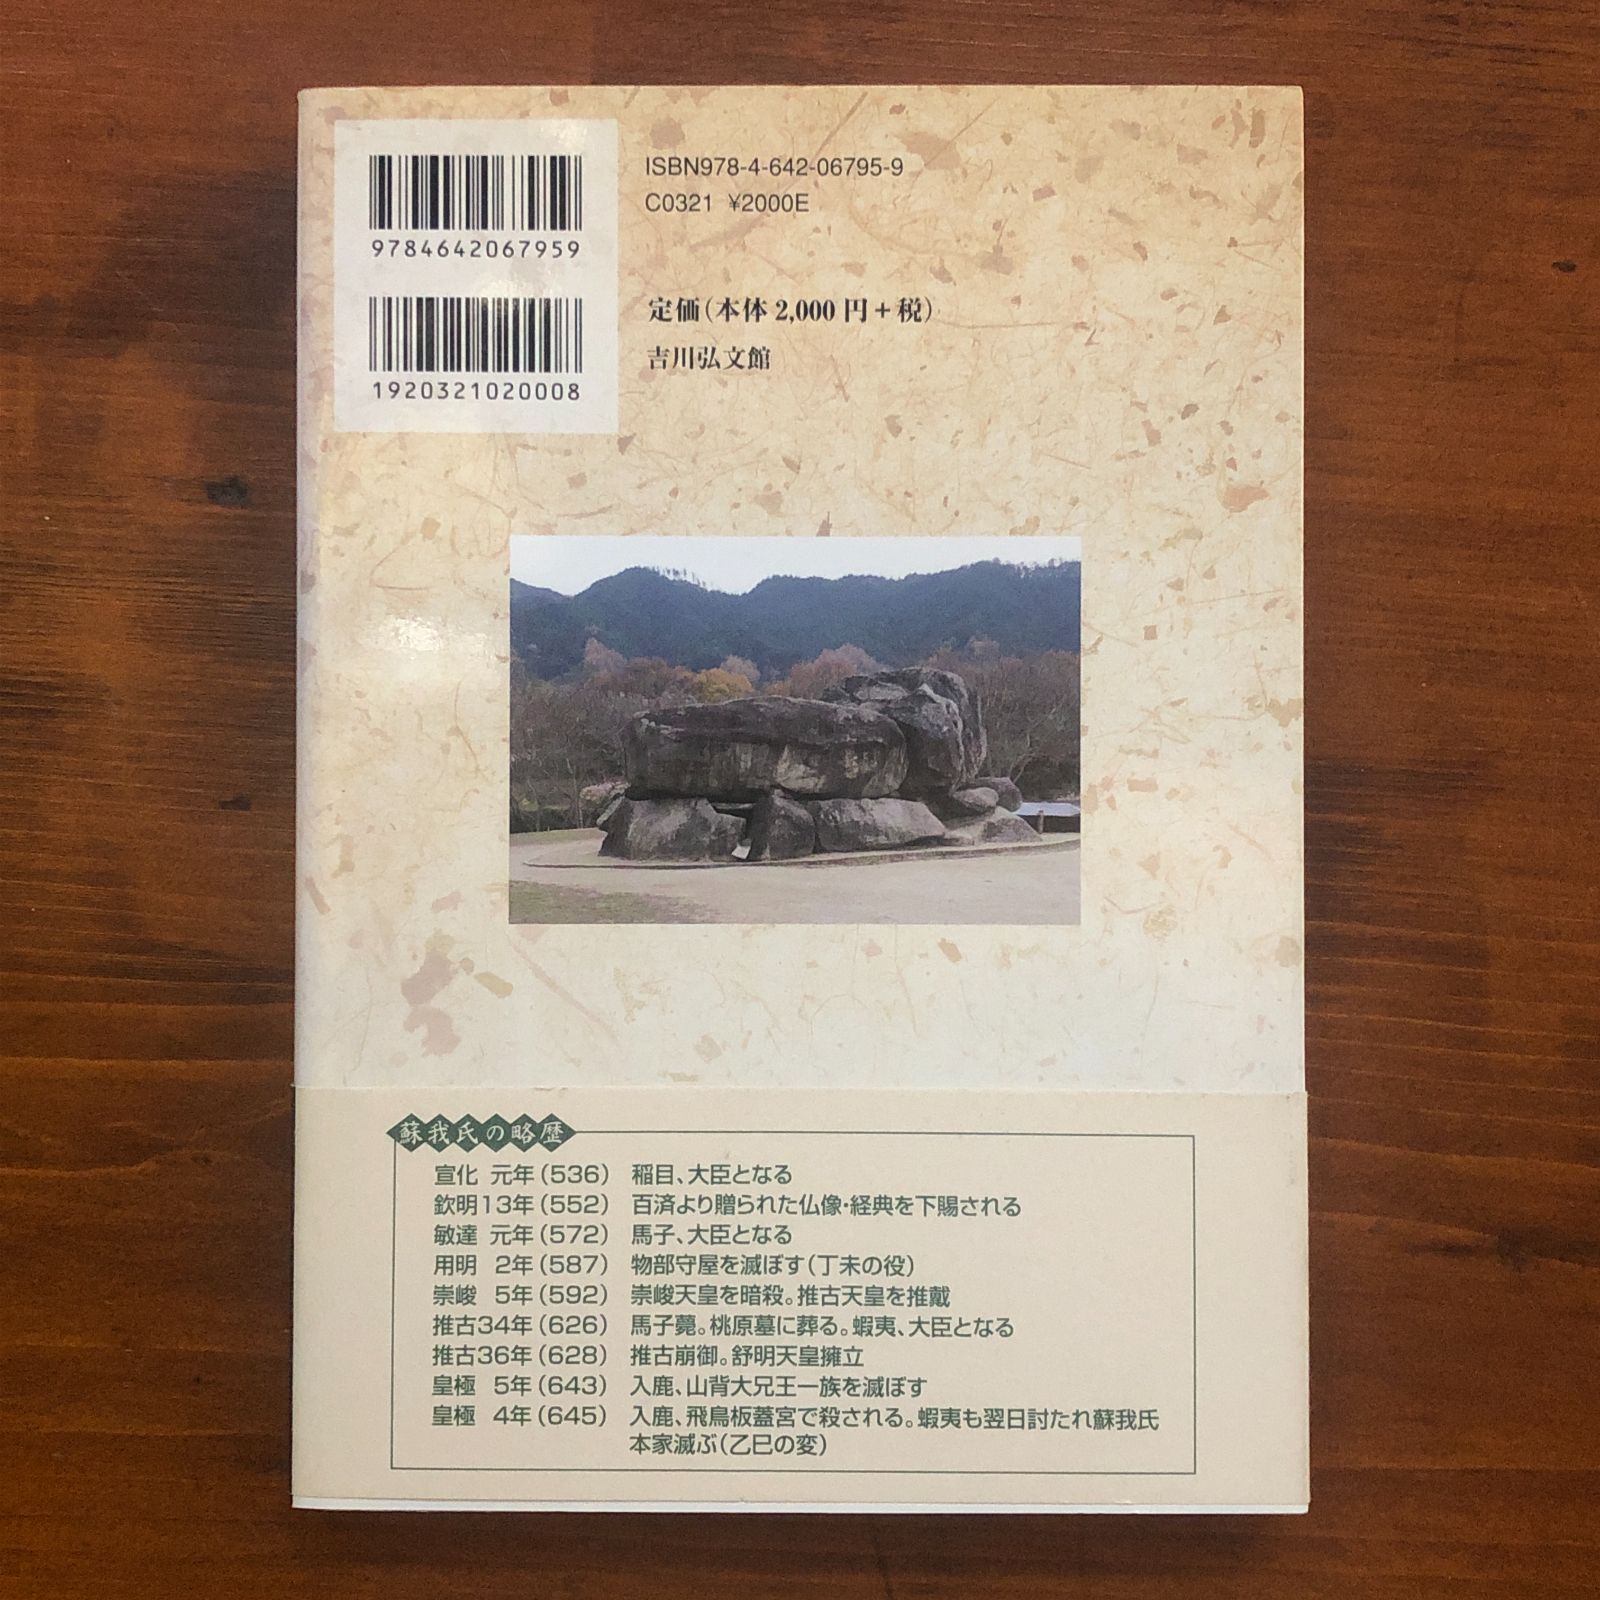 ISBN978-4-642-06795-9
C0321 ¥2000E
9784642067959
1920321020008
定価（本体2,000円＋税）
吉川弘文館
蘇我氏の略歴
宣化 元年（536） 稲目、大臣となる
欽明13年（552） 百済より贈られた仏像・経典を下賜される
敏達 元年（572） 馬子、大臣となる
用明 2年（587） 物部守屋を滅ぼす（丁未の役）
崇峻 5年（592） 崇峻天皇を暗殺。推古天皇を推戴
推古34年（626） 馬子薨。桃原墓に葬る。蝦夷、大臣となる
推古36年（628） 推古崩御。舒明天皇擁立
皇極 5年（643） 入鹿、山背大兄王一族を滅ぼす
皇極 4年（645） 入鹿、飛鳥板蓋宮で殺される。蝦夷も翌日討たれ蘇我氏
本家滅ぶ（乙巳の変）